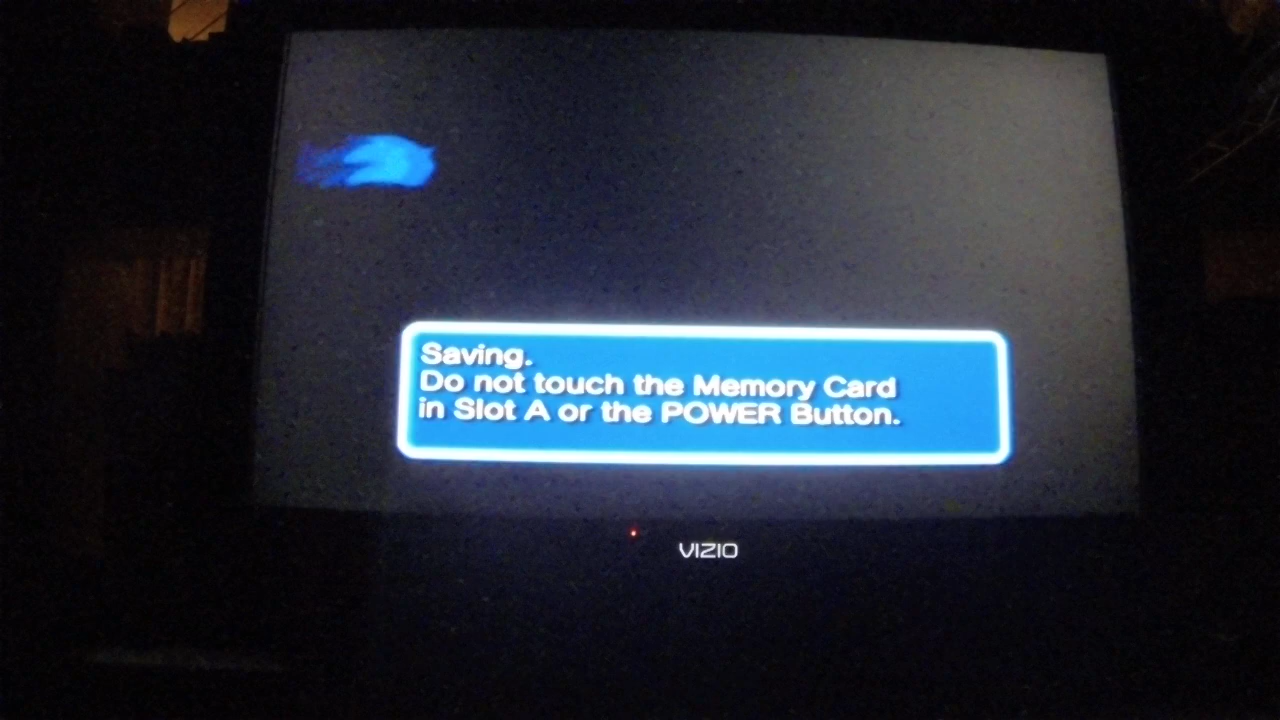 Saving.
Do not touch the Memory Card
in Slot A or the POWER Button.
VIZIO